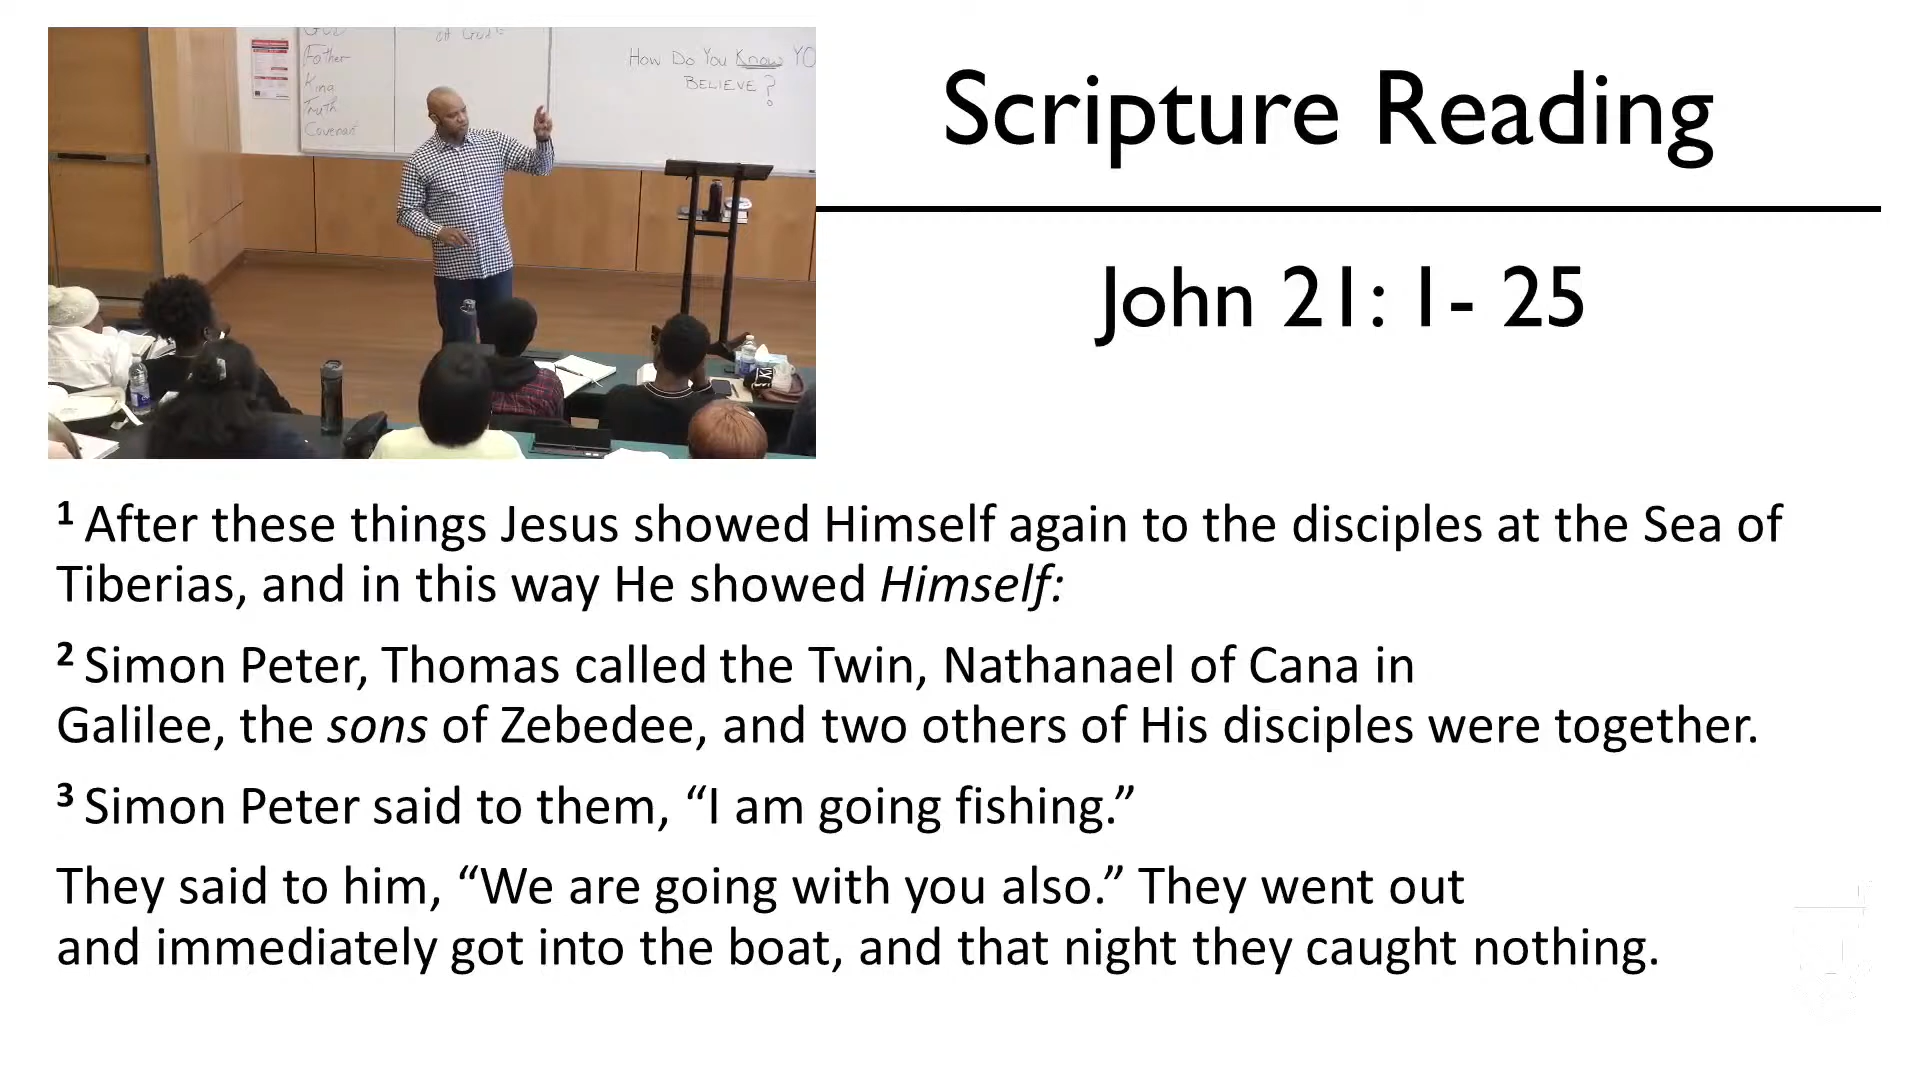 God
Father
King
Truth
Covenant
of God
How Do You Know YO
BELIEVE?
Scripture Reading
John 21: 1- 25
1 After these things Jesus showed Himself again to the disciples at the Sea of
Tiberias, and in this way He showed Himself:
2 Simon Peter, Thomas called the Twin, Nathanael of Cana in
Galilee, the sons of Zebedee, and two others of His disciples were together.
3 Simon Peter said to them, “I am going fishing.”
They said to him, “We are going with you also.” They went out
and immediately got into the boat, and that night they caught nothing.